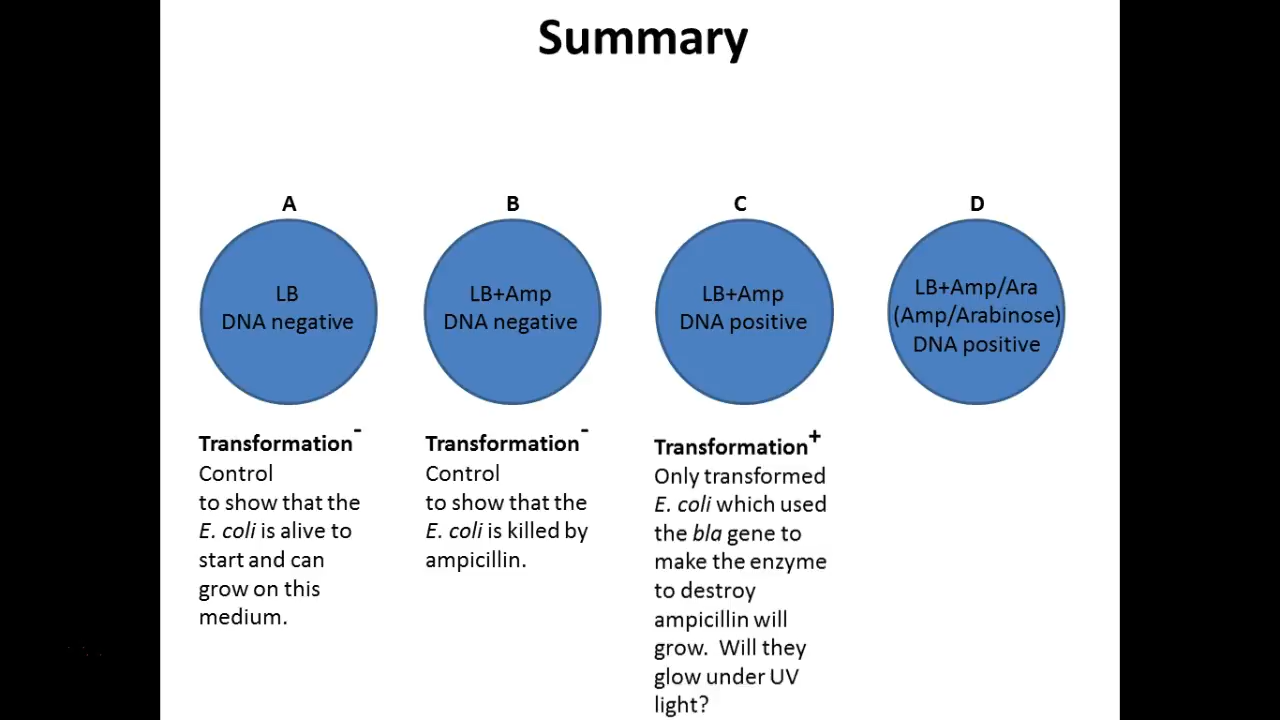 Summary
A
B
C
D
LB
DNA negative
LB+Amp
DNA negative
LB+Amp
DNA positive
LB+Amp/Ara
(Amp/Arabinose)
DNA positive
Transformation-
Control
to show that the
E. coli is alive to
start and can
grow on this
medium.
Transformation-
Control
to show that the
E. coli is killed by
ampicillin.
Transformation+
Only transformed
E. coli which used
the bla gene to
make the enzyme
to destroy
ampicillin will
grow.  Will they
glow under UV
light?